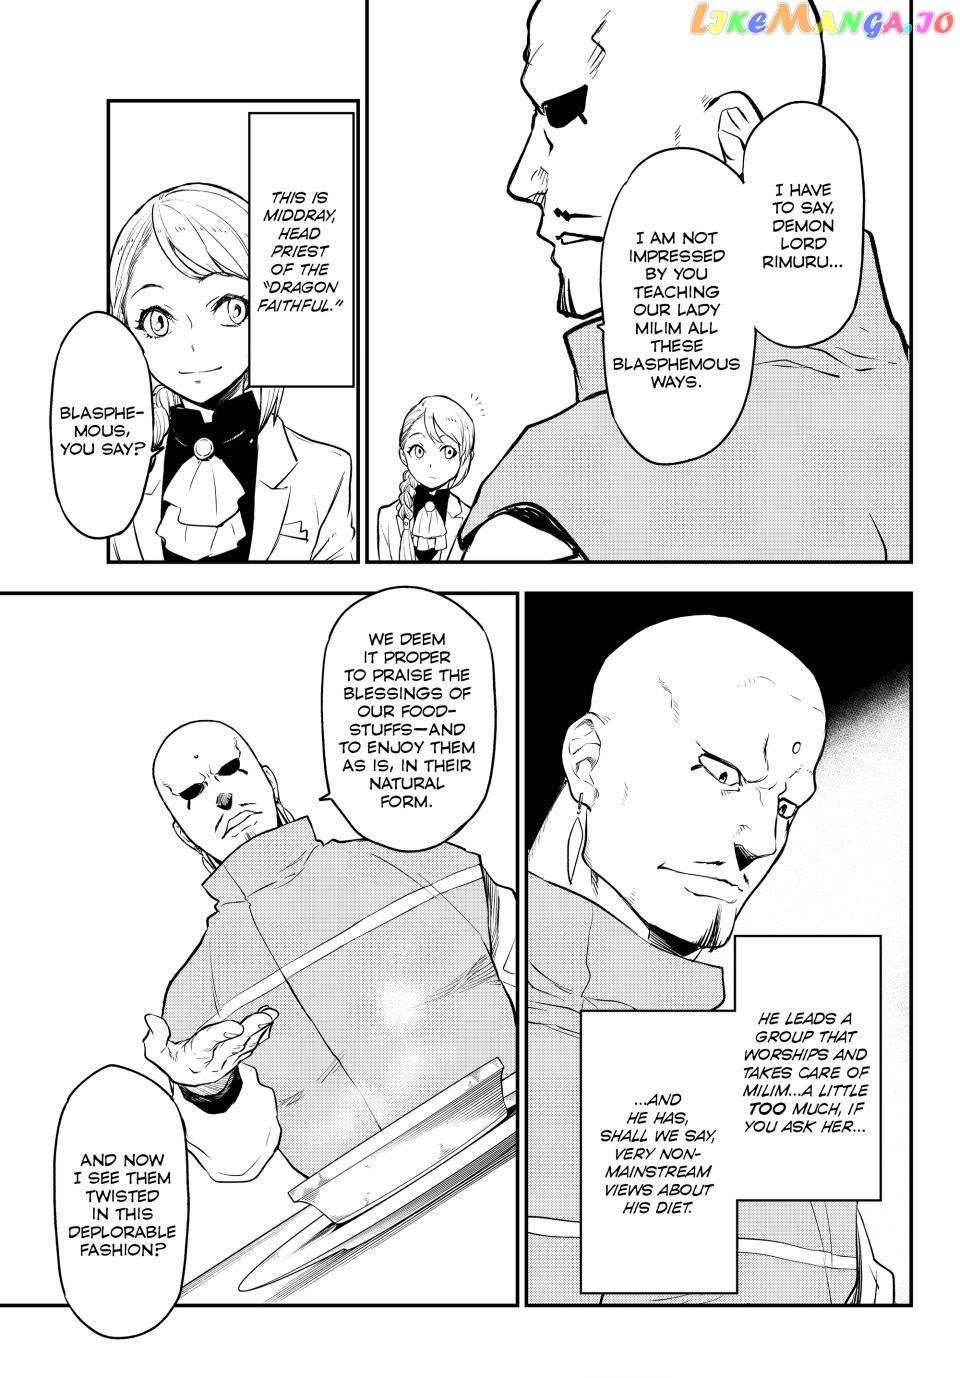 LIKEMANGA.IO
I HAVE
TO SAY,
DEMON
LORD
RIMURU...
I AM NOT
IMPRESSED
BY YOU
TEACHING
OUR LADY
MILIM ALL
THESE
BLASPHEMOUS
WAYS.
THIS IS
MIDDRAY,
HEAD
PRIEST
OF THE
"DRAGON
FAITHFUL."
BLASPHE-
MOUS,
YOU SAY?
HE LEADS A
GROUP THAT
WORSHIPS AND
TAKES CARE OF
MILIM...A LITTLE
TOO MUCH, IF
YOU ASK HER...
...AND
HE HAS,
SHALL WE SAY,
VERY NON-
MAINSTREAM
VIEWS ABOUT
HIS DIET.
WE DEEM
IT PROPER
TO PRAISE THE
BLESSINGS OF
OUR FOOD-
STUFFS—AND
TO ENJOY THEM
AS IS, IN THEIR
NATURAL
FORM.
AND NOW
I SEE THEM
TWISTED
IN THIS
DEPLORABLE
FASHION?